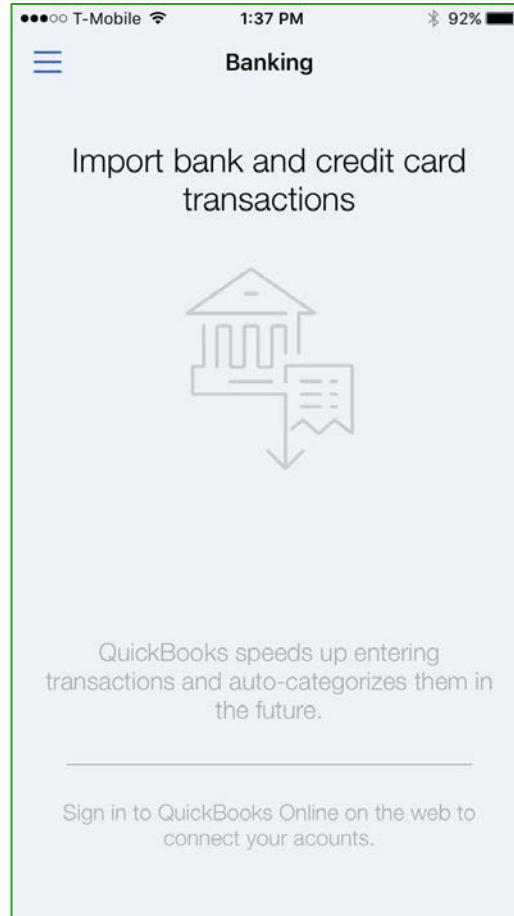 T-Mobile 1:37 PM 92%
Banking
Import bank and credit card
transactions
QuickBooks speeds up entering
transactions and auto-categorizes them in
the future.
Sign in to QuickBooks Online on the web to
connect your acounts.